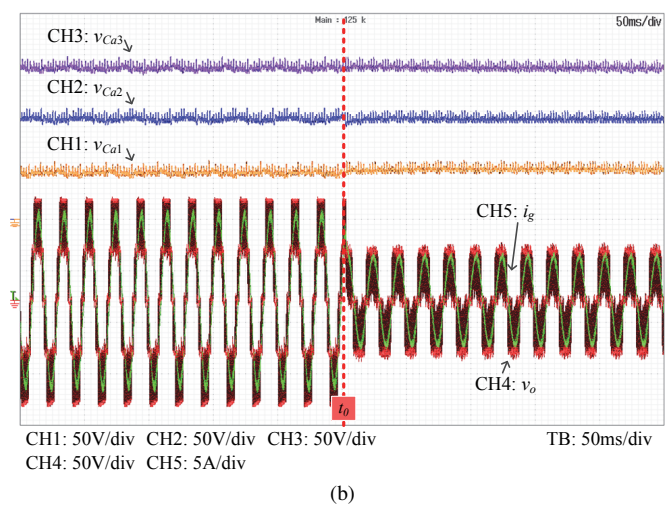 Main : 125 k
50ms/div
CH3: vCa3
CH2: vCa2
CH1: vCa1
CH5: ig
CH4: vo
t0
CH1: 50V/div CH2: 50V/div CH3: 50V/div TB: 50ms/div
CH4: 50V/div CH5: 5A/div
(b)